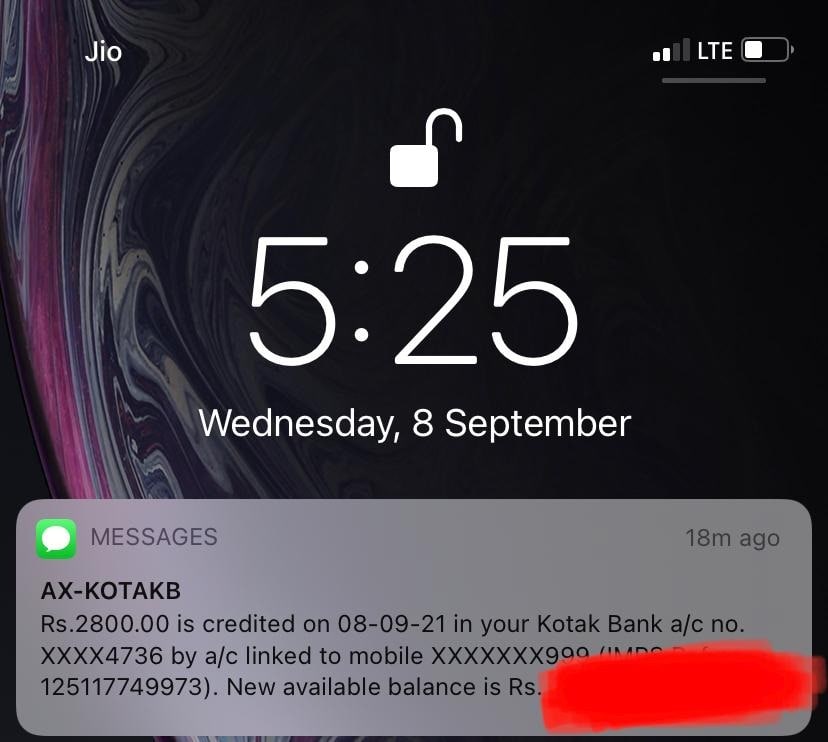 Jio
LTE
5:25
Wednesday, 8 September
MESSAGES
18m ago
AX-KOTAKB
Rs.2800.00 is credited on 08-09-21 in your Kotak Bank a/c no.
XXXX4736 by a/c linked to mobile XXXXXXX999 (IMPS Ref
125117749973). New available balance is Rs.